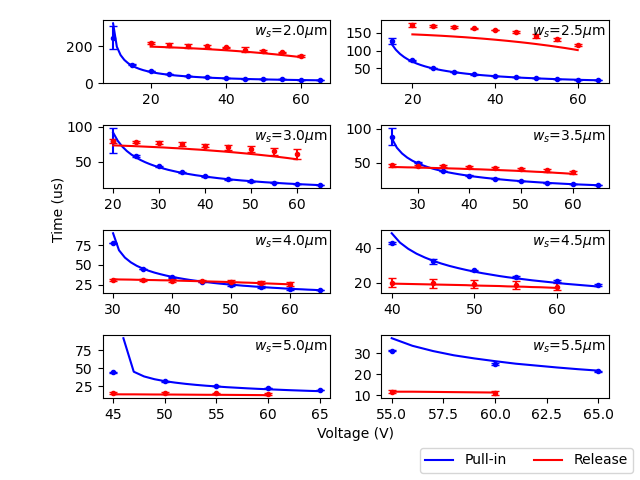 w_s=2.0μm
200
0
20 40 60
w_s=2.5μm
150
100
50
20 40 60
w_s=3.0μm
100
50
20 30 40 50 60
w_s=3.5μm
100
50
30 40 50 60
w_s=4.0μm
75
50
25
30 40 50 60
w_s=4.5μm
40
20
40 50 60
w_s=5.0μm
75
50
25
45 50 55 60 65
w_s=5.5μm
30
20
10
55.0 57.5 60.0 62.5 65.0
Time (us)
Voltage (V)
Pull-in Release